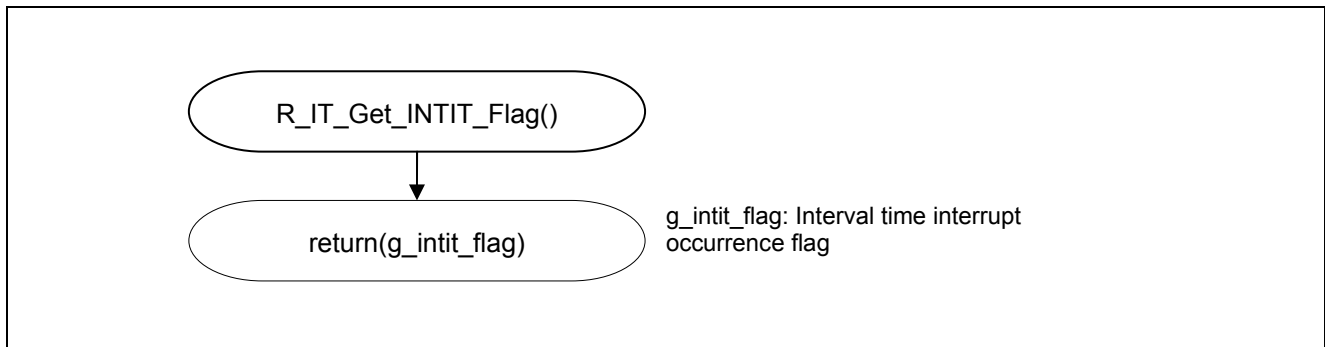 R_IT_Get_INTIT_Flag()
return(g_intit_flag)
g_intit_flag: Interval time interrupt
occurrence flag